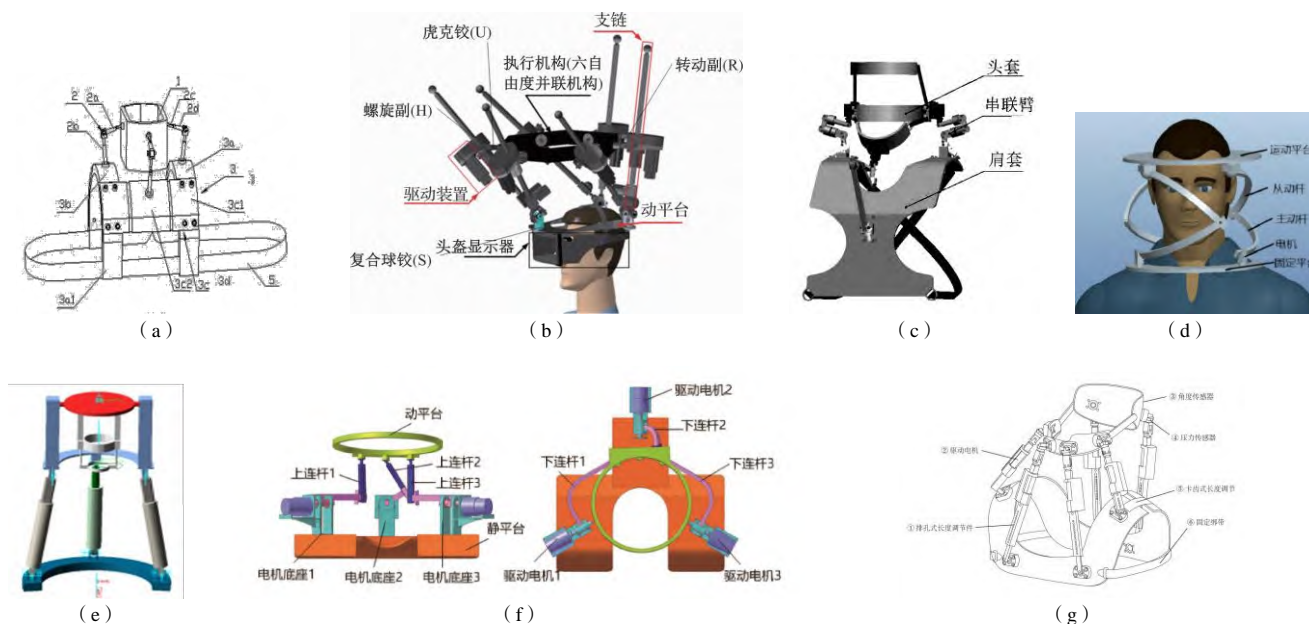 1
2
2a
2b
2c
2d
3a
3
3b
3c1
3a1
3c2
3c
3d
5
(a)
支链
虎克铰(U)
执行机构(六自
由度并联机构)
转动副(R)
螺旋副(H)
驱动装置
动平台
头盔显示器
复合球铰(S)
(b)
头套
串联臂
肩套
(c)
运动平台
从动杆
主动杆
电机
固定平台
(d)
(e)
动平台
上连杆1
上连杆2
上连杆3
静平台
电机底座1
电机底座2
电机底座3
驱动电机2
下连杆2
下连杆1
下连杆3
驱动电机1
驱动电机3
(f)
③角度传感器
④压力传感器
②驱动电机
⑤卡齿式长度调节
①排孔式长度调节件
⑥固定绑带
(g)